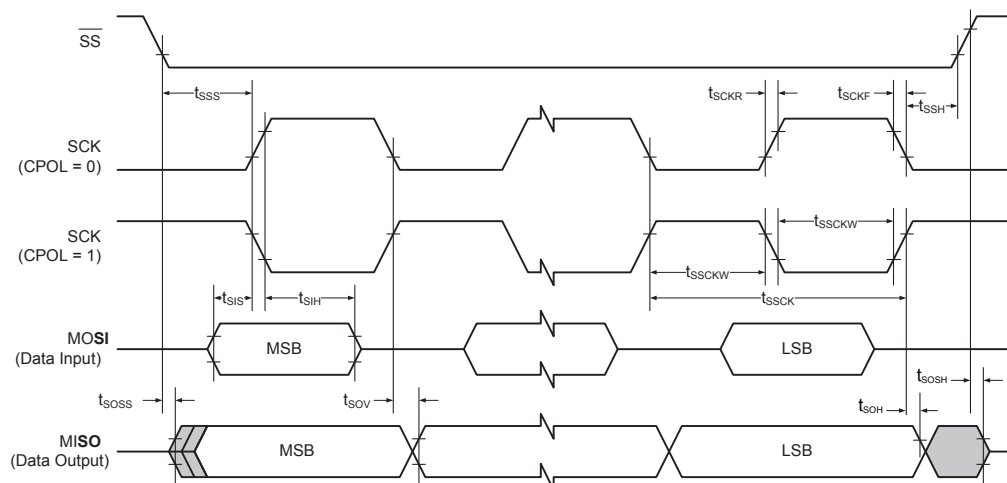 SS
tSSS
tSCKR
tSCKF
tSSH
SCK
(CPOL = 0)
SCK
(CPOL = 1)
tSSCKW
tSSCKW
tSIS
tSIH
tSSCK
MOSI
(Data Input)
MSB
LSB
tSOSS
tSOV
tSOH
tSOSH
MISO
(Data Output)
MSB
LSB